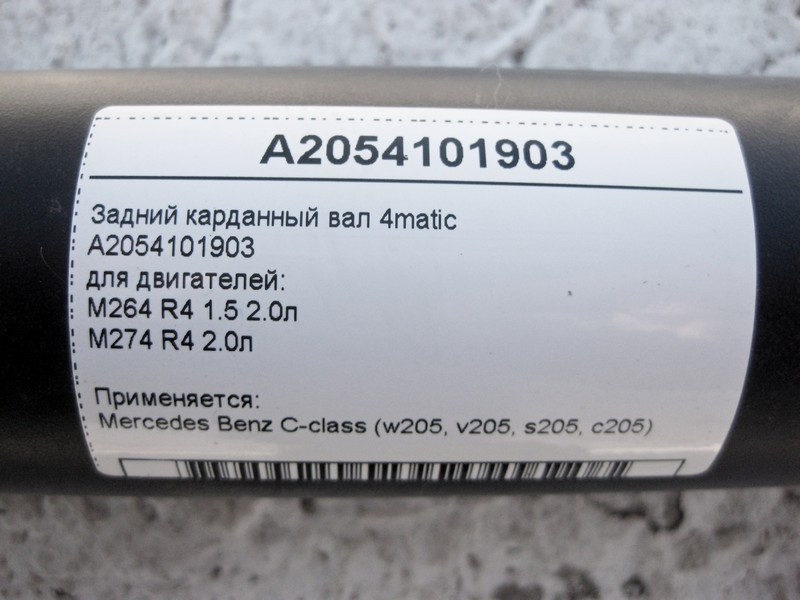 A2054101903
Задний карданный вал 4matic
A2054101903
для двигателей:
M264 R4 1.5 2.0л
M274 R4 2.0л
Применяется:
Mercedes Benz C-class (w205, v205, s205, c205)